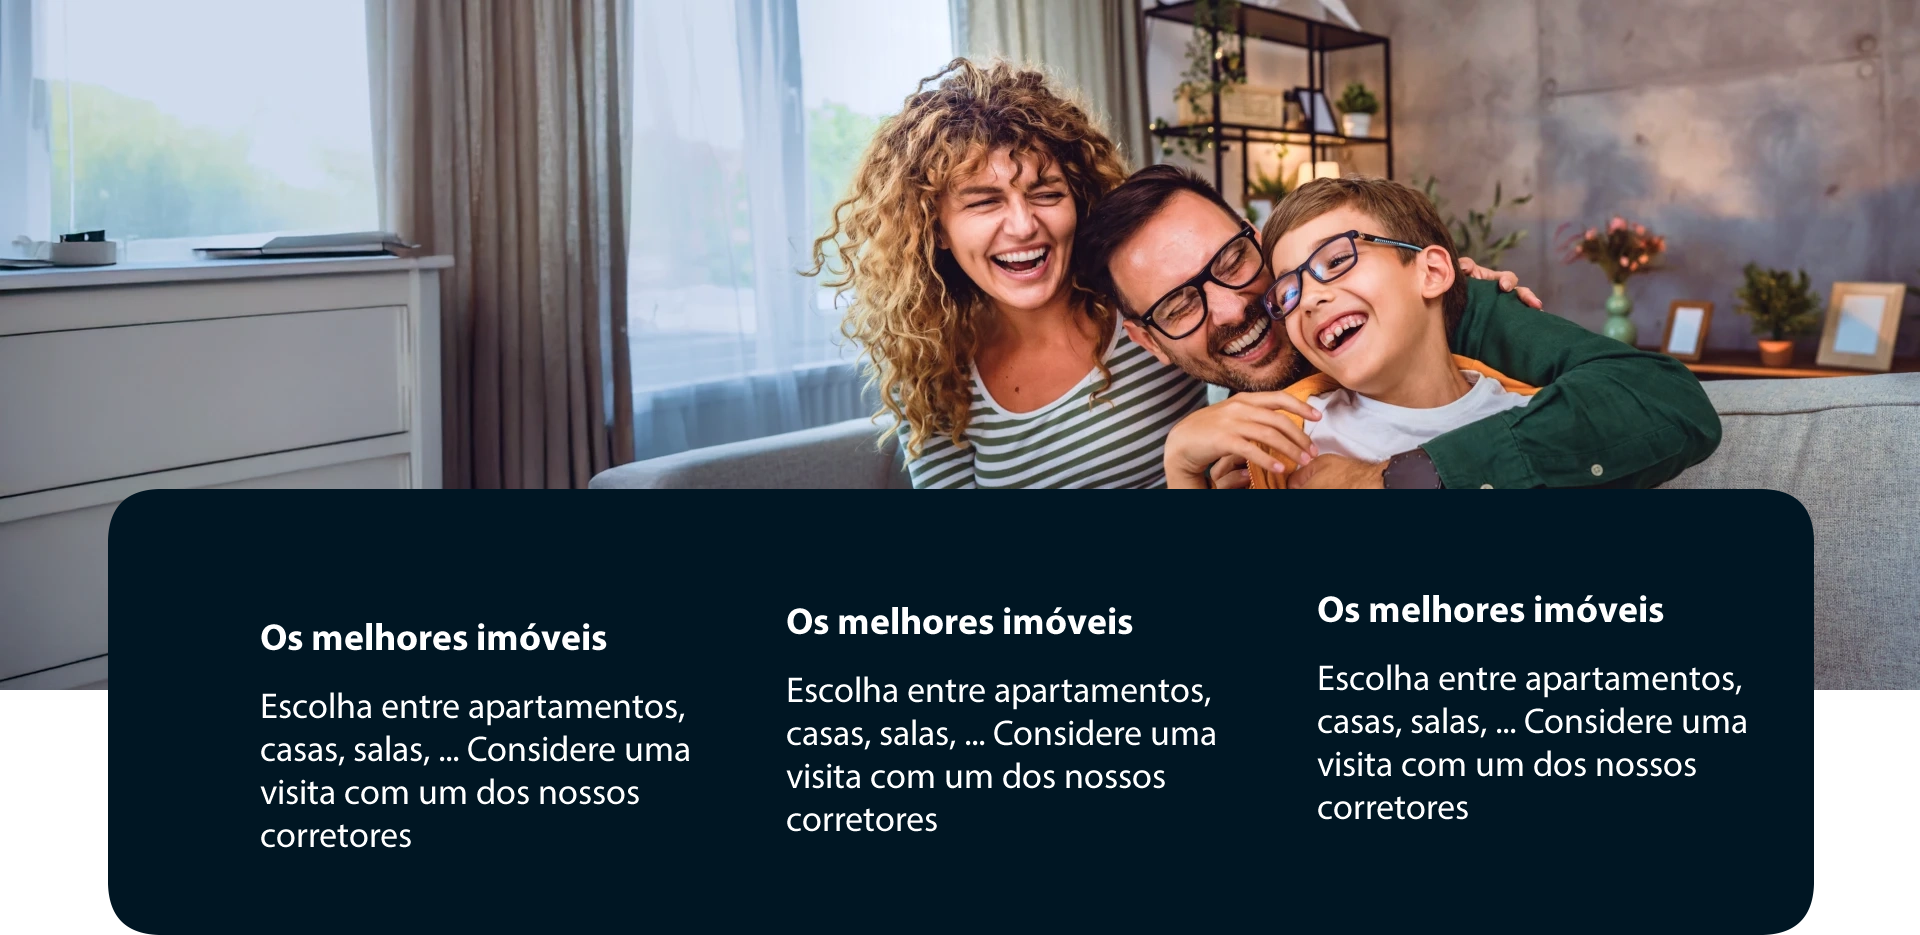 Os melhores imóveis
Escolha entre apartamentos,
casas, salas, ... Considere uma
visita com um dos nossos
corretores
Os melhores imóveis
Escolha entre apartamentos,
casas, salas, ... Considere uma
visita com um dos nossos
corretores
Os melhores imóveis
Escolha entre apartamentos,
casas, salas, ... Considere uma
visita com um dos nossos
corretores